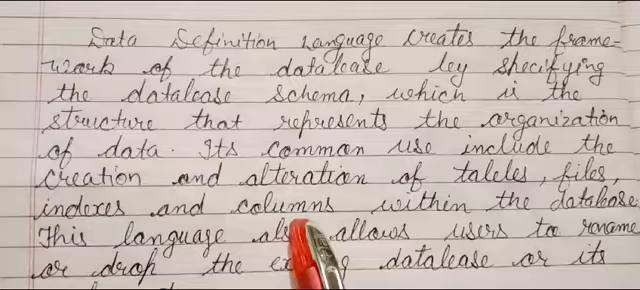 Data Definition Language creates the frame-
work of the database by specifying
the database schema, which is the
structure that represents the organization
of data. Its common use include the
creation and alteration of tables, files,
indexes and columns within the database
This language also allows users to rename
or drop the database or its